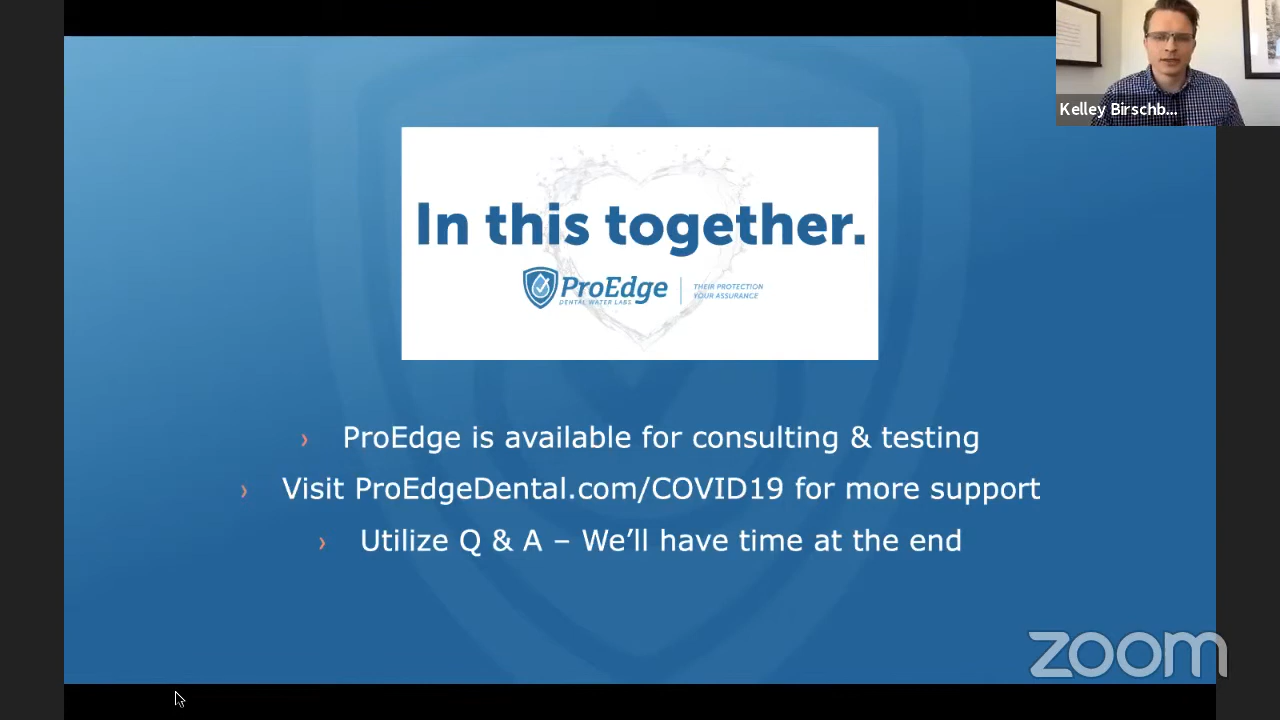 Kelley Birschb...
In this together.
ProEdge
DENTAL WATER LABS
THEIR PROTECTION
YOUR ASSURANCE
› ProEdge is available for consulting & testing
› Visit ProEdgeDental.com/COVID19 for more support
› Utilize Q & A – We’ll have time at the end
zoom